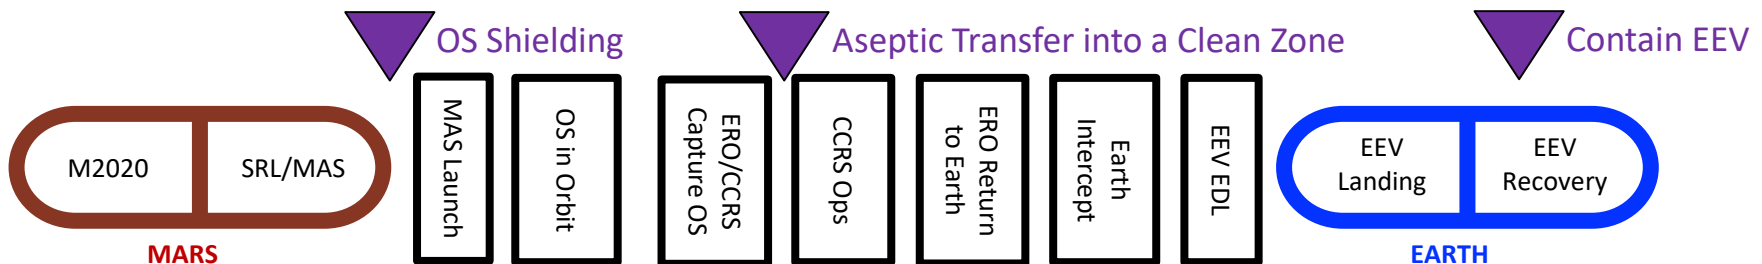 OS Shielding
Aseptic Transfer into a Clean Zone
Contain EEV
M2020
SRL/MAS
MARS
MAS Launch
OS in Orbit
ERO/CCRS
Capture OS
CCRS Ops
ERO Return
to Earth
Earth
Intercept
EEV EDL
EEV
Landing
EEV
Recovery
EARTH